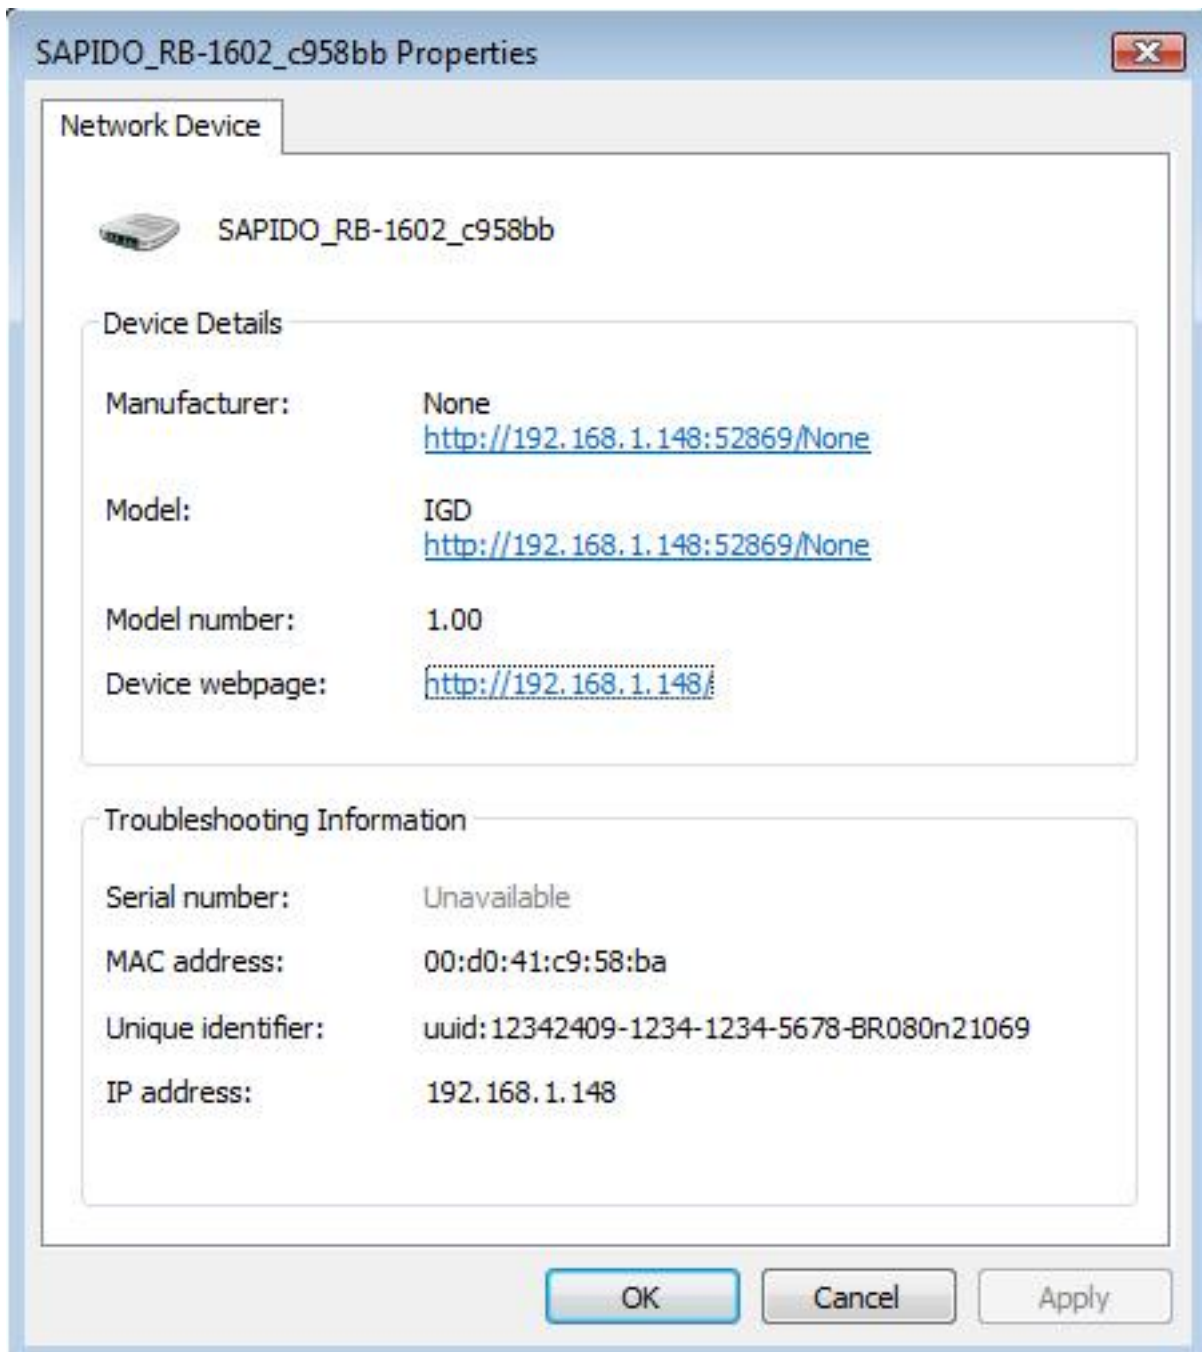 SAPIDO_RB-1602_c958bb Properties
Network Device
SAPIDO_RB-1602_c958bb
Device Details
Manufacturer: None
http://192.168.1.148:52869/None
Model: IGD
http://192.168.1.148:52869/None
Model number: 1.00
Device webpage: http://192.168.1.148/
Troubleshooting Information
Serial number: Unavailable
MAC address: 00:d0:41:c9:58:ba
Unique identifier: uuid:12342409-1234-1234-5678-BR080n21069
IP address: 192.168.1.148
OK Cancel Apply